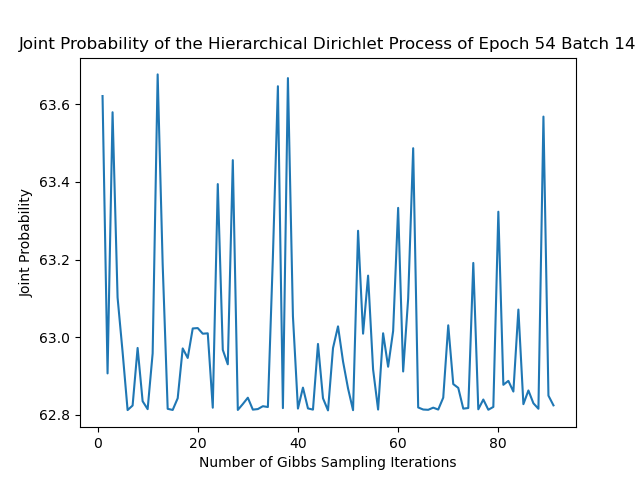 Joint Probability of the Hierarchical Dirichlet Process of Epoch 54 Batch 14
63.6
63.4
63.2
63.0
62.8
Joint Probability
0 20 40 60 80
Number of Gibbs Sampling Iterations